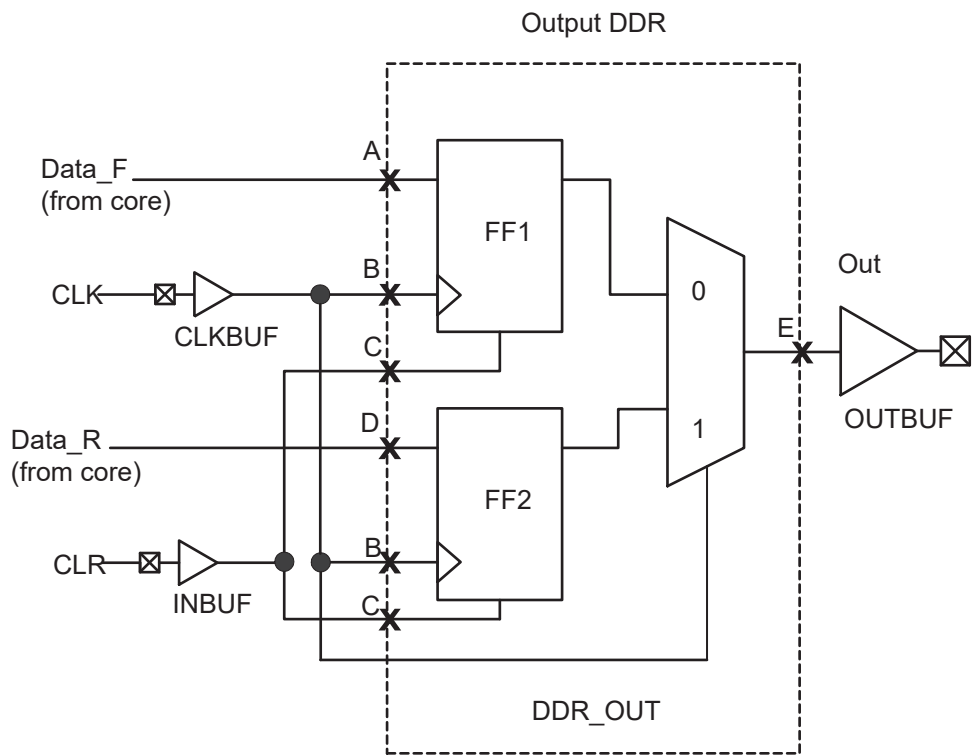 Output DDR
A
Data_F
(from core)
FF1
B
CLK
CLKBUF
0
Out
E
C
OUTBUF
D
Data_R
(from core)
1
FF2
B
CLR
INBUF
C
DDR_OUT